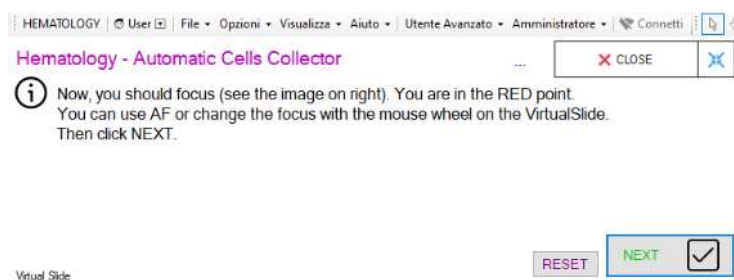 HEMATOLOGY User File Opzioni Visualizza Aiuto Utente Avanzato Amministratore Connetti
Hematology - Automatic Cells Collector ... CLOSE
Now, you should focus (see the image on right). You are in the RED point.
You can use AF or change the focus with the mouse wheel on the VirtualSlide.
Then click NEXT.
RESET NEXT
Virtual Slide